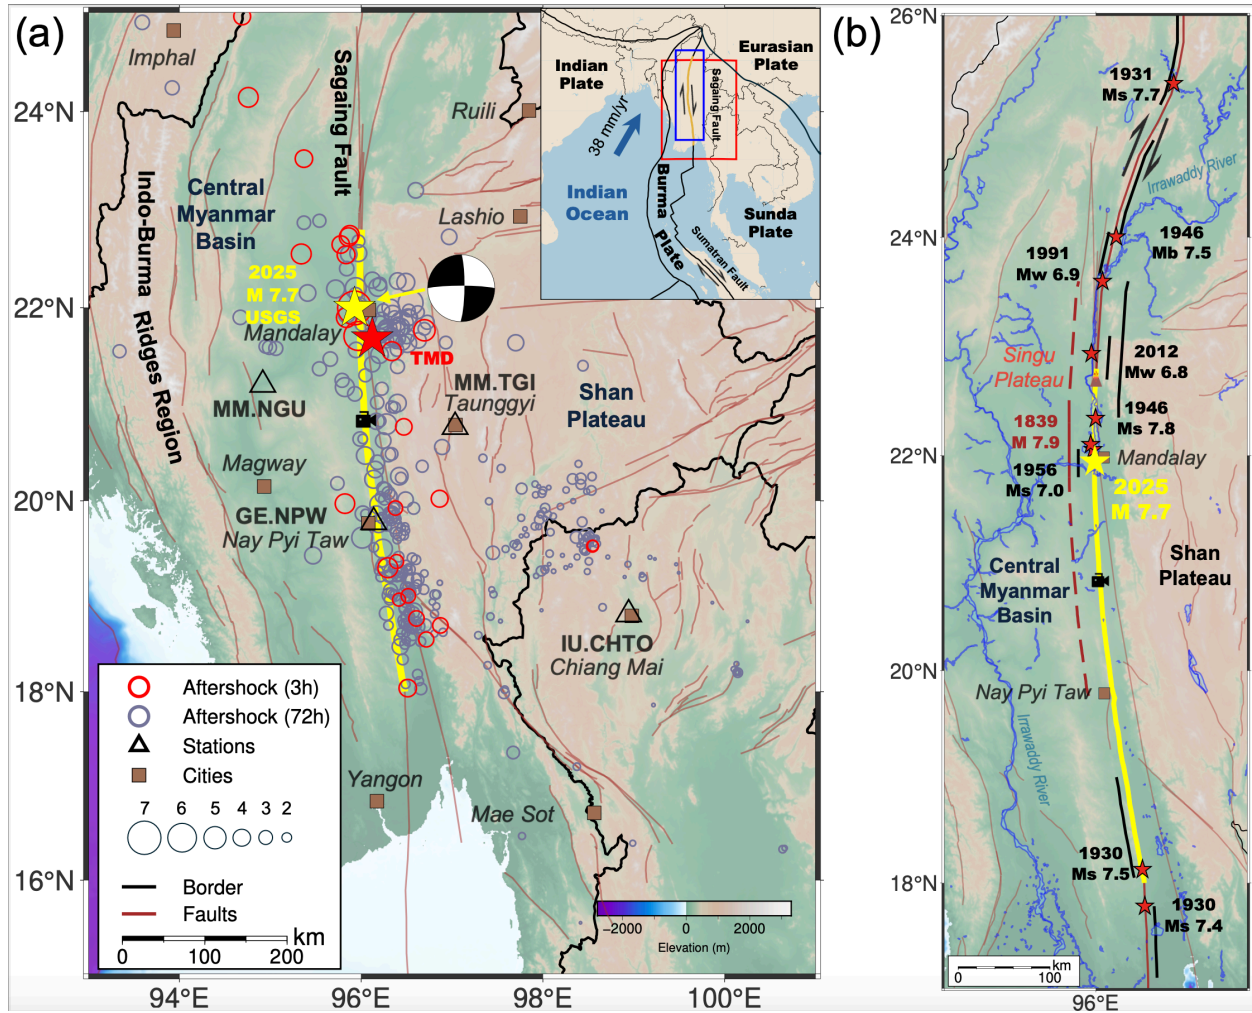 (a)
Imphal
24°N
22°N
20°N
18°N
16°N
94°E
96°E
98°E
100°E
Sagaing Fault
Ruili
Lashio
Indo-Burma Ridges Region
Central
Myanmar
Basin
2025
M 7.7
USGS
Mandalay
TMD
MM.NGU
MM.TGI
Taunggyi
Shan
Plateau
Magway
GE.NPW
Nay Pyi Taw
IU.CHTO
Chiang Mai
Yangon
Mae Sot
Indian
Plate
Eurasian
Plate
Sagaing Fault
38 mm/yr
Indian
Ocean
Burma Plate
Sunda
Plate
Sumatran Fault
Aftershock (3h)
Aftershock (72h)
Stations
Cities
7 6 5 4 3 2
Border
Faults
km
0 100 200
−2000 0 2000
Elevation (m)
(b)
26°N
24°N
22°N
20°N
18°N
96°E
1931
Ms 7.7
Irrawaddy River
1946
Mb 7.5
1991
Mw 6.9
Singu
Plateau
2012
Mw 6.8
1839
M 7.9
1946
Ms 7.8
1956
Ms 7.0
Mandalay
2025
M 7.7
Central
Myanmar
Basin
Shan
Plateau
Nay Pyi Taw
Irrawaddy River
1930
Ms 7.5
1930
Ms 7.4
km
0 100